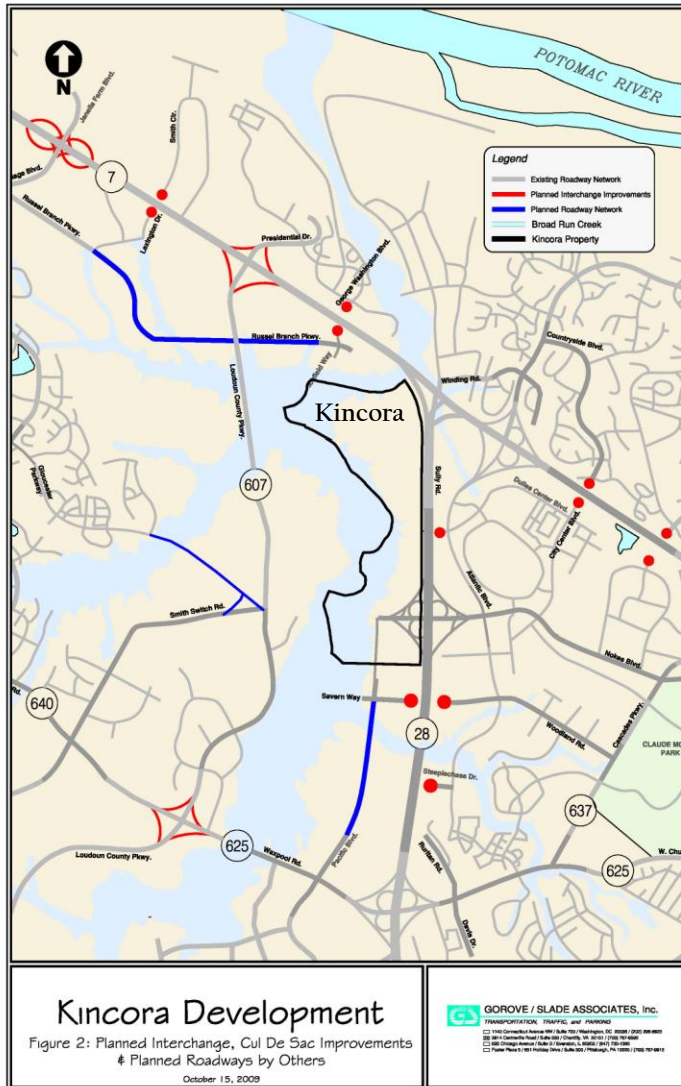 POTOMAC RIVER
N
Janelle Farm Blvd.
Smith Cir.
7
Russel Branch Pkwy.
Lexington Dr.
Presidential Dr.
George Washington Blvd.
Legend
Existing Roadway Network
Planned Interchange Improvements
Planned Roadway Network
Broad Run Creek
Kincora Property
Russel Branch Pkwy.
Loudoun County Pkwy.
Countryside Blvd.
Winding Rd.
Kincora
607
Sully Rd.
Gloucester
Parkway
Dulles Center Blvd.
City Center Blvd.
Atlantic Blvd.
Smith Switch Rd.
Nokes Blvd.
Severn Way
640
Rd.
28
Woodland Rd.
Cascades Pkwy.
PARK
Steeplechase Dr.
637
Loudoun County Pkwy.
625
Waxpool Rd.
Pacific Blvd.
Ruritan Rd.
Davis Dr.
W. Chu
625
Kincora Development
Figure 2: Planned Interchange, Cul De Sac Improvements
& Planned Roadways by Others
October 15, 2009
GOROVE / SLADE ASSOCIATES, Inc.
TRANSPORTATION, TRAFFIC, and PARKING